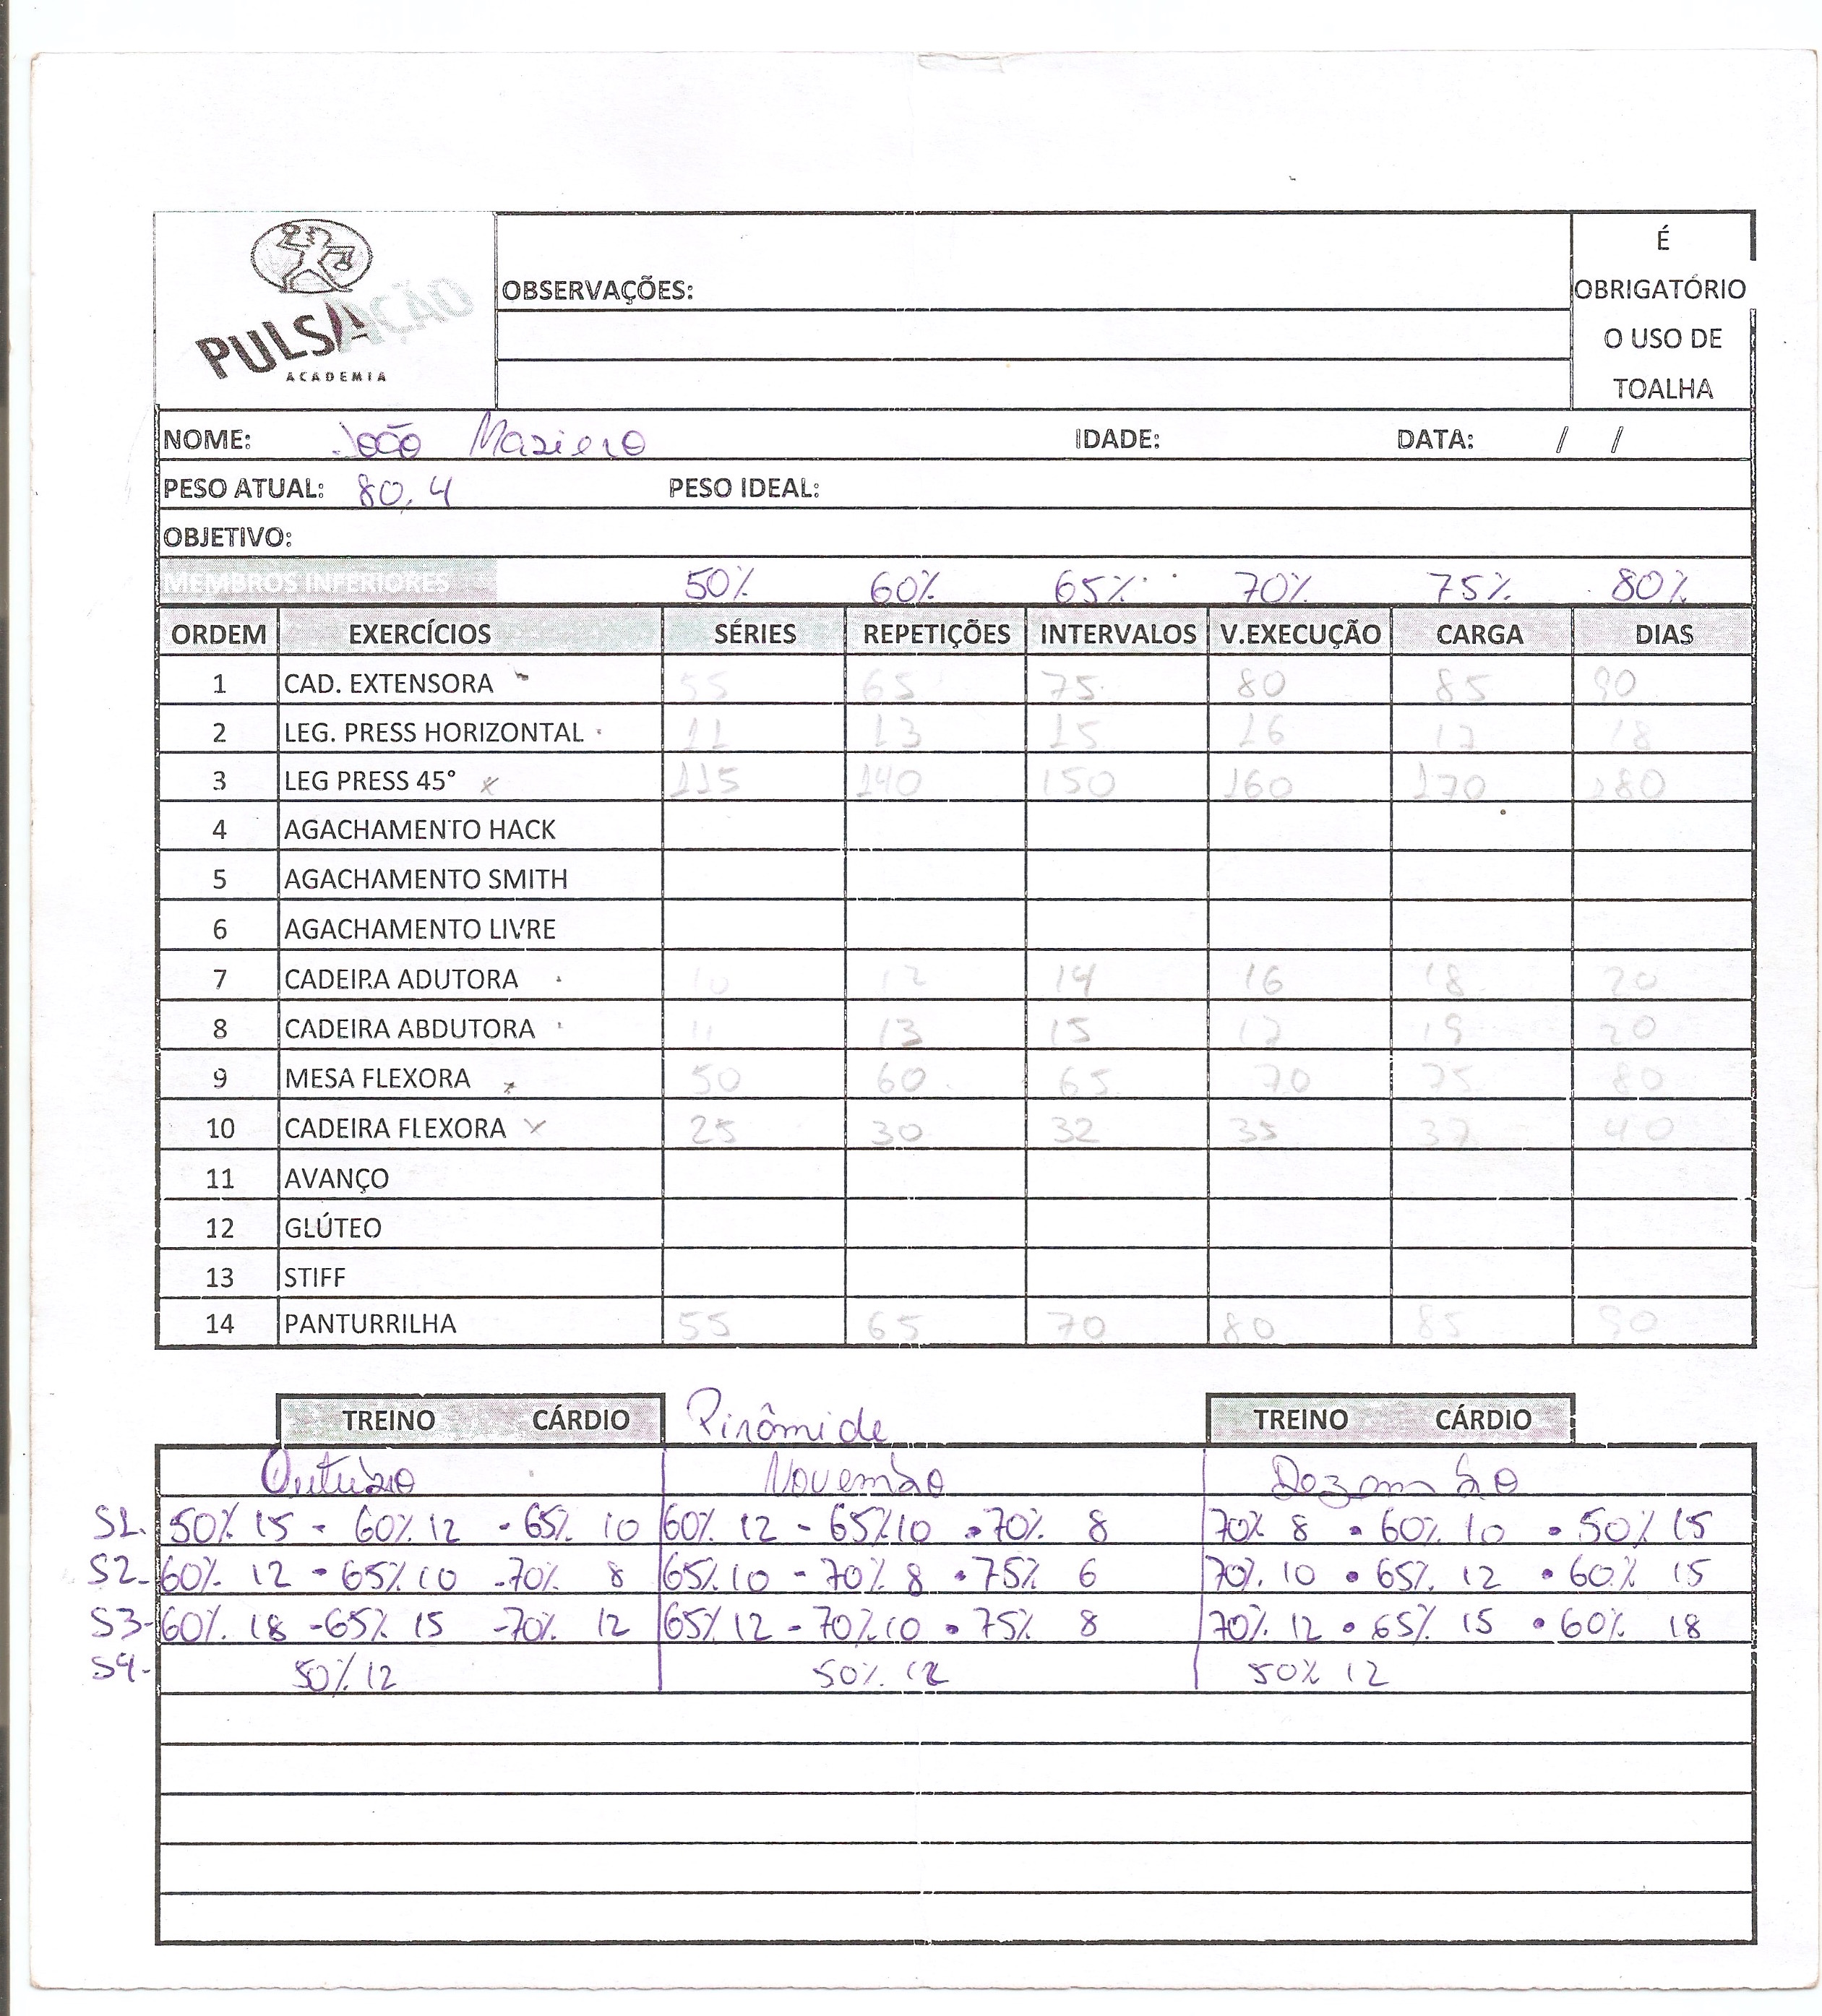 PULSAÇÃO
ACADEMIA
OBSERVAÇÕES:
É
OBRIGATÓRIO
O USO DE
TOALHA
NOME: João Maziero IDADE: DATA: / /
PESO ATUAL: 80,4 PESO IDEAL:
OBJETIVO:
MEMBROS INFERIORES 50% 60% 65% 70% 75% 80%
ORDEM EXERCÍCIOS SÉRIES REPETIÇÕES INTERVALOS V.EXECUÇÃO CARGA DIAS
1 CAD. EXTENSORA 55 65 75 80 85 90
2 LEG. PRESS HORIZONTAL 11 13 15 16 17 18
3 LEG PRESS 45° x 115 140 150 160 170 180
4 AGACHAMENTO HACK
5 AGACHAMENTO SMITH
6 AGACHAMENTO LIVRE
7 CADEIRA ADUTORA 10 12 14 16 18 20
8 CADEIRA ABDUTORA 11 13 15 17 19 20
9 MESA FLEXORA x 50 60 65 70 75 80
10 CADEIRA FLEXORA x 25 30 32 35 37 40
11 AVANÇO
12 GLÚTEO
13 STIFF
14 PANTURRILHA 55 65 70 80 85 90
TREINO CÁRDIO Pirâmide TREINO CÁRDIO
Outubro Novembro Dezembro
S1- 50% 15 - 60% 12 - 65% 10 60% 12 - 65% 10 • 70% 8 70% 8 • 60% 10 • 50% 15
S2- 60% 12 - 65% 10 - 70% 8 65% 10 - 70% 8 • 75% 6 70% 10 • 65% 12 • 60% 15
S3- 60% 18 - 65% 15 - 70% 12 65% 12 - 70% 10 • 75% 8 70% 12 • 65% 15 • 60% 18
S4- 50% 12 50% 12 50% 12